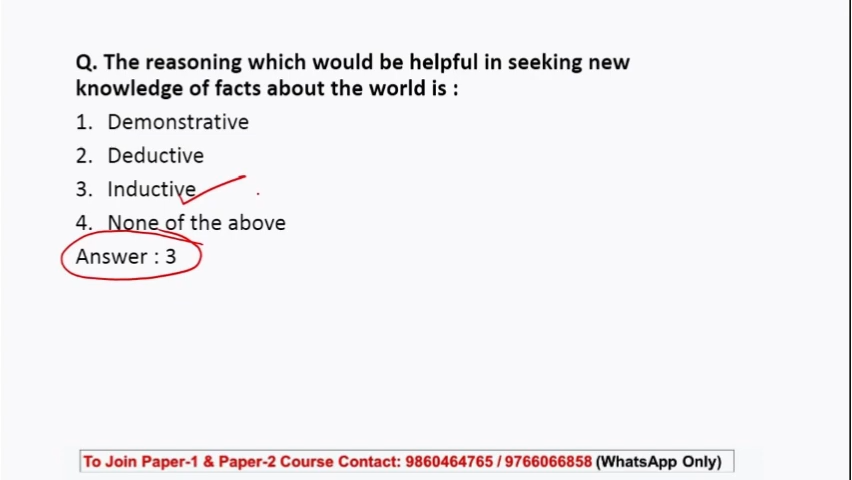 Q. The reasoning which would be helpful in seeking new
knowledge of facts about the world is :
1. Demonstrative
2. Deductive
3. Inductive
4. None of the above
Answer : 3
To Join Paper-1 & Paper-2 Course Contact: 9860464765 / 9766066858 (WhatsApp Only)